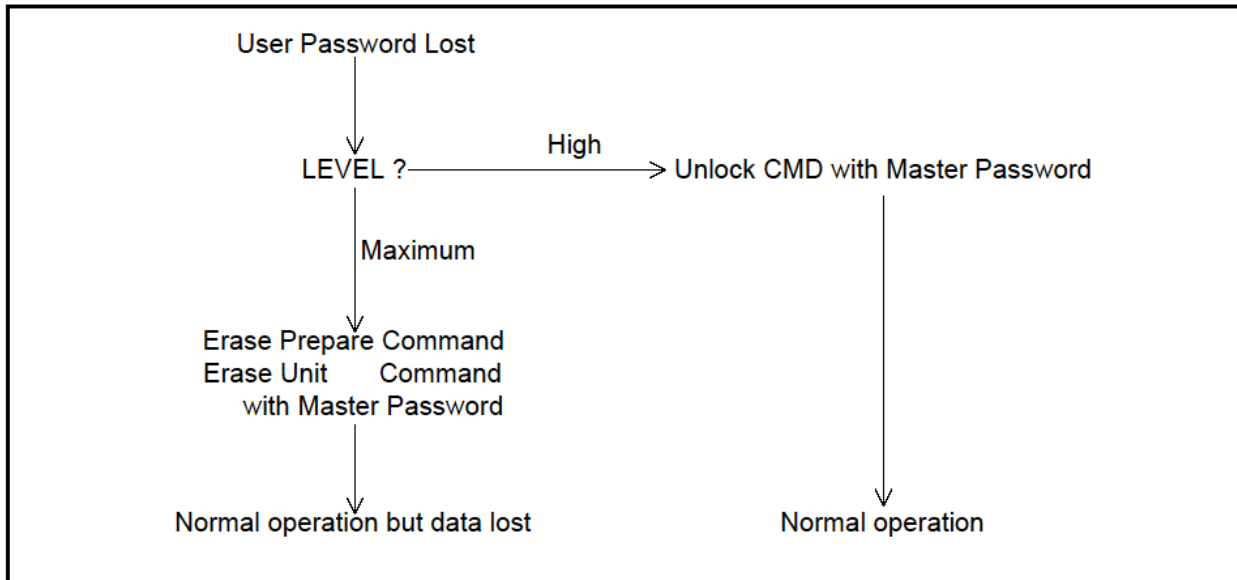 User Password Lost
High
LEVEL ?
Unlock CMD with Master Password
Maximum
Erase Prepare Command
Erase Unit Command
with Master Password
Normal operation but data lost
Normal operation